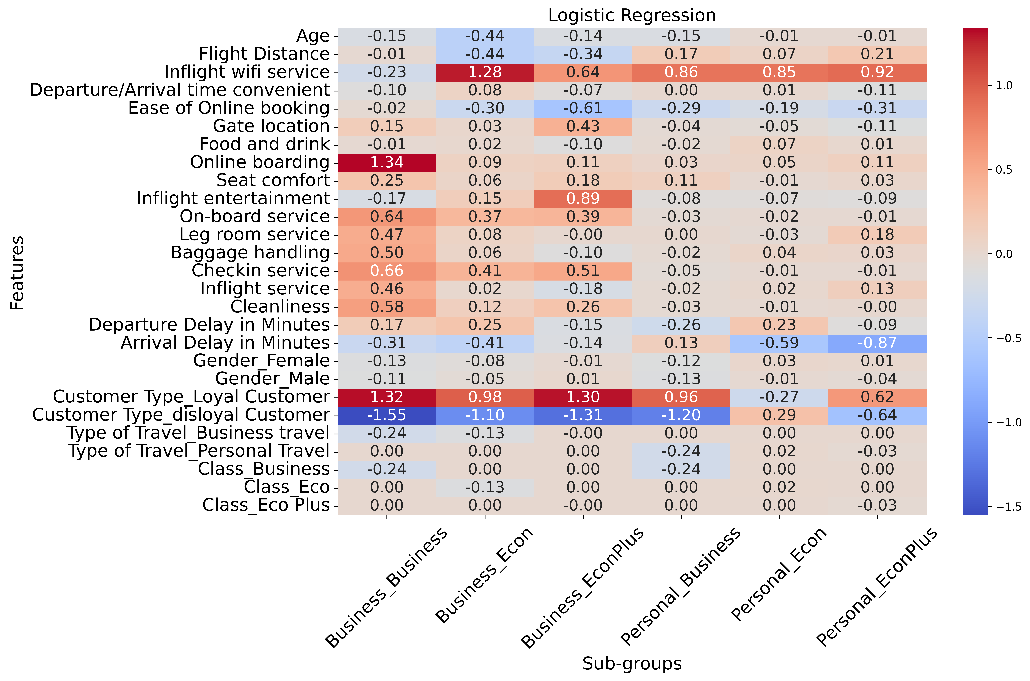 Logistic Regression
Features
Age -0.15 -0.44 -0.14 -0.15 -0.01 -0.01
Flight Distance -0.01 -0.44 -0.34 0.17 0.07 0.21
Inflight wifi service -0.23 1.28 0.64 0.86 0.85 0.92
Departure/Arrival time convenient -0.10 0.08 -0.07 0.00 0.01 -0.11
Ease of Online booking -0.02 -0.30 -0.61 -0.29 -0.19 -0.31
Gate location 0.15 0.03 0.43 -0.04 -0.05 -0.11
Food and drink -0.01 0.02 -0.10 -0.02 0.07 0.01
Online boarding 1.34 0.09 0.11 0.03 0.05 0.11
Seat comfort 0.25 0.06 0.18 0.11 -0.01 0.03
Inflight entertainment -0.17 0.15 0.89 -0.08 -0.07 -0.09
On-board service 0.64 0.37 0.39 -0.03 -0.02 -0.01
Leg room service 0.47 0.08 -0.00 0.00 -0.03 0.18
Baggage handling 0.50 0.06 -0.10 -0.02 0.04 0.03
Checkin service 0.66 0.41 0.51 -0.05 -0.01 -0.01
Inflight service 0.46 0.02 -0.18 -0.03 0.02 0.13
Cleanliness 0.58 0.12 0.26 -0.03 -0.01 -0.00
Departure Delay in Minutes 0.17 0.25 -0.15 -0.26 0.23 -0.09
Arrival Delay in Minutes -0.31 -0.41 -0.14 0.13 -0.59 -0.87
Gender_Female -0.13 -0.08 -0.01 -0.12 0.03 0.01
Gender_Male -0.11 -0.05 0.01 -0.13 -0.01 -0.04
Customer Type_Loyal Customer 1.32 0.98 1.30 0.96 -0.27 0.62
Customer Type_disloyal Customer -1.55 -1.10 -1.31 -1.20 0.29 -0.64
Type of Travel_Business travel -0.24 -0.13 -0.00 0.00 0.00 0.00
Type of Travel_Personal Travel 0.00 0.00 0.00 -0.24 0.02 -0.03
Class_Business -0.24 0.00 0.00 -0.24 0.00 0.00
Class_Eco 0.00 -0.13 0.00 0.00 0.02 0.00
Class_Eco Plus 0.00 0.00 -0.00 0.00 0.00 -0.03
Business_Business
Business_Econ
Business_EconPlus
Personal_Business
Personal_Econ
Personal_EconPlus
Sub-groups
1.0
0.5
0.0
-0.5
-1.0
-1.5